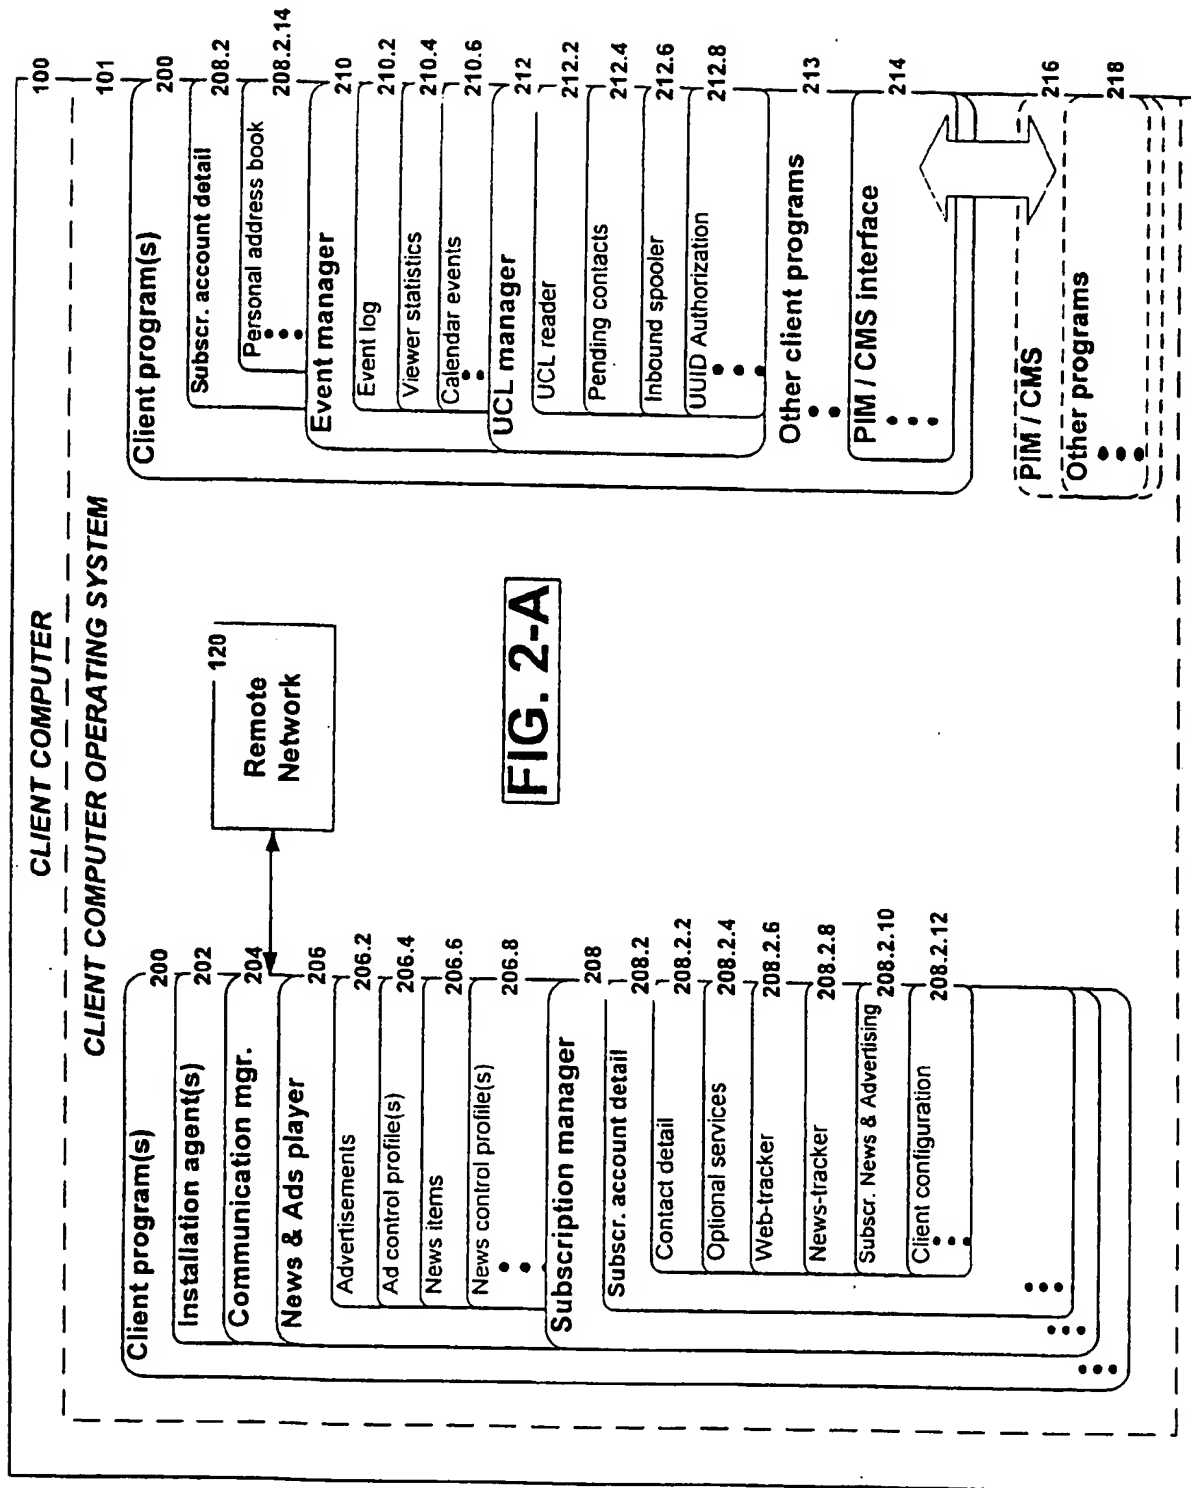 CLIENT COMPUTER
100
CLIENT COMPUTER OPERATING SYSTEM
101
Client program(s)
200
Installation agent(s)
202
Communication mgr.
204
News & Ads player
206
Advertisements
206.2
Ad control profile(s)
206.4
News items
206.6
News control profile(s)
206.8
Subscription manager
208
Subscr. account detail
208.2
Contact detail
208.2.2
Optional services
208.2.4
Web-tracker
208.2.6
News-tracker
208.2.8
Subscr. News & Advertising
208.2.10
Client configuration
208.2.12
120
Remote
Network
FIG. 2-A
Client program(s)
200
Subscr. account detail
208.2
Personal address book
208.2.14
Event manager
210
Event log
210.2
Viewer statistics
210.4
Calendar events
210.6
UCL manager
212
UCL reader
212.2
Pending contacts
212.4
Inbound spooler
212.6
UUID Authorization
212.8
Other client programs
213
PIM / CMS interface
214
PIM / CMS
216
Other programs
218